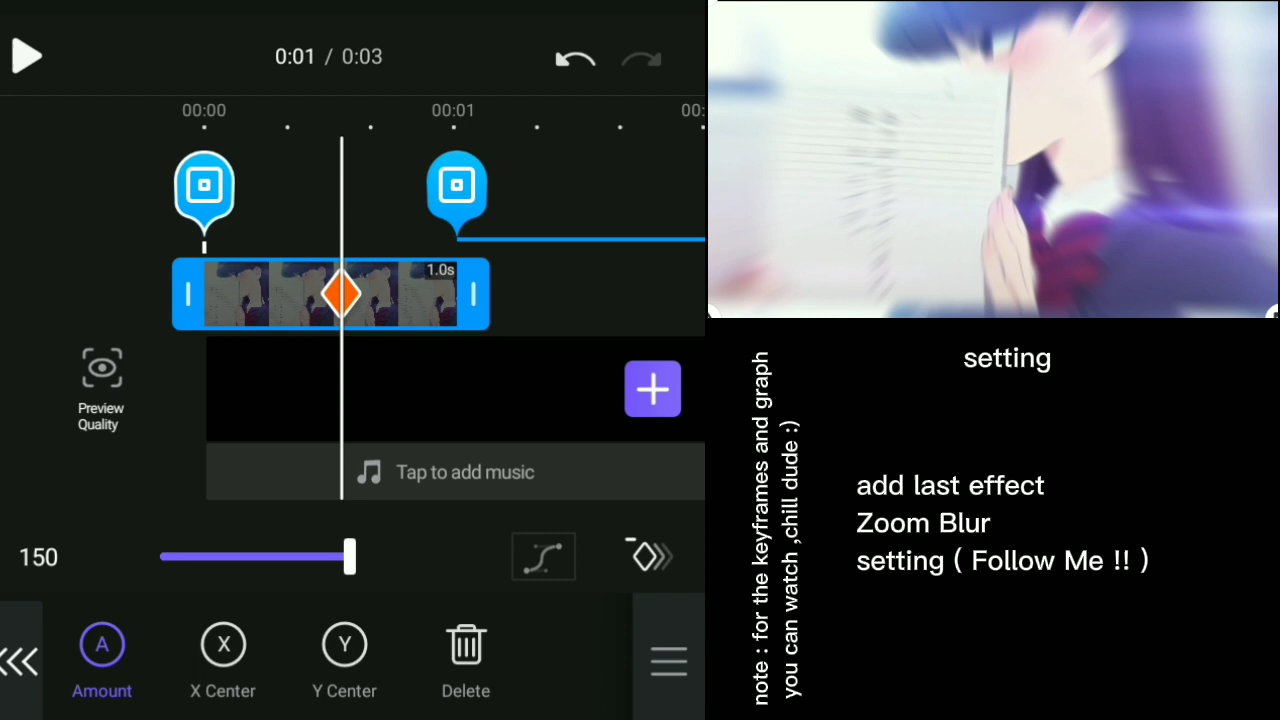 0:01 / 0:03
00:00
00:01
00:
1.0s
Preview
Quality
Tap to add music
150
A
X
Y
Amount
X Center
Y Center
Delete
setting
add last effect
Zoom Blur
setting ( Follow Me !! )
note : for the keyframes and graph
you can watch ,chill dude :)